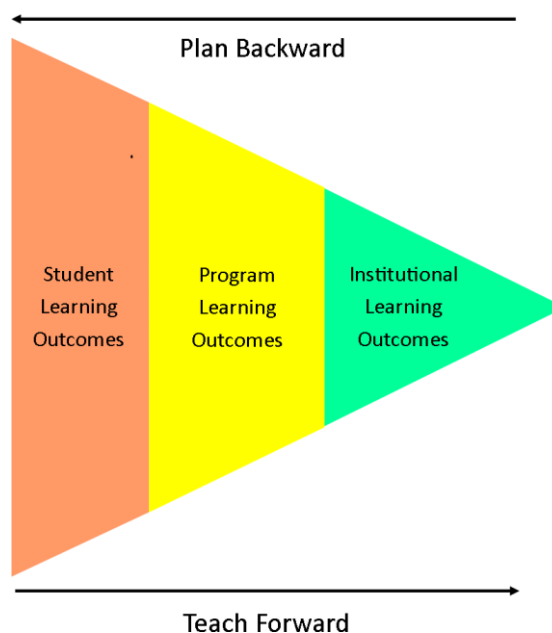 Plan Backward
Student
Learning
Outcomes
Program
Learning
Outcomes
Institutional
Learning
Outcomes
Teach Forward